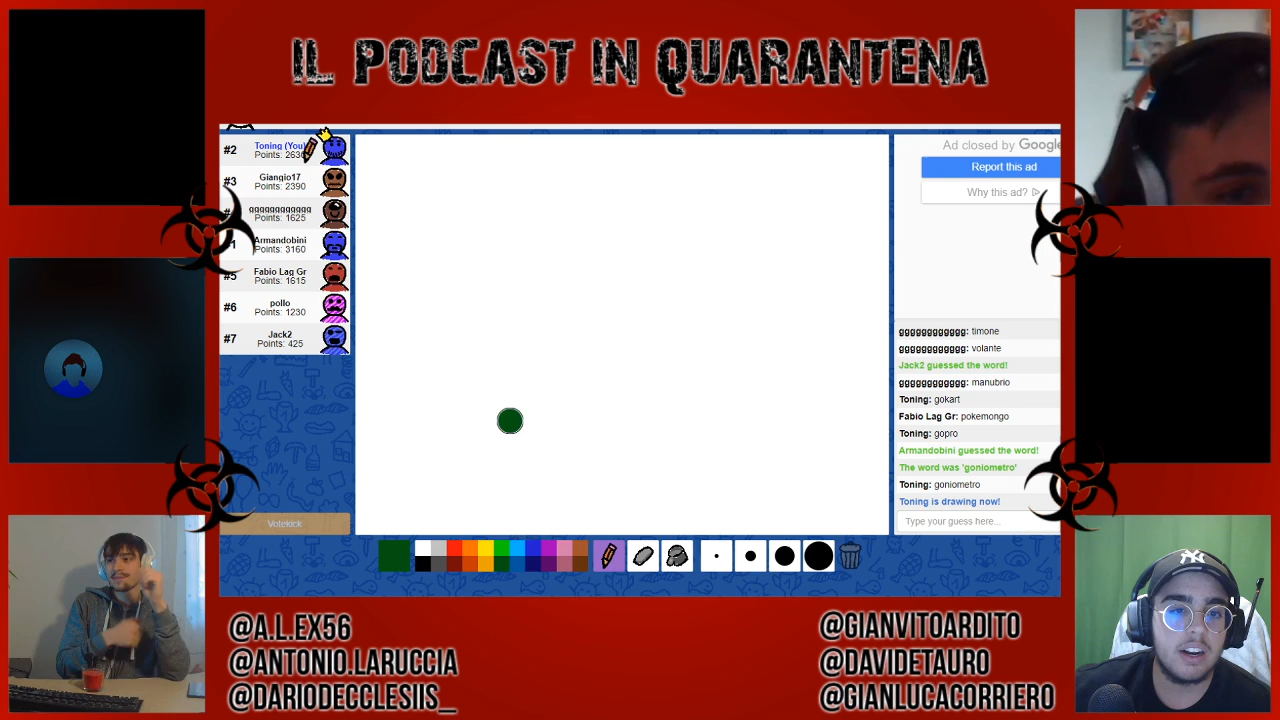 IL PODCAST IN QUARANTENA
#2 Toning (You)
Points: 2630
#3 Giangio17
Points: 2390
gggggggggggg
Points: 1625
Armandobini
Points: 3160
#5 Fabio Lag Gr
Points: 1615
#6 pollo
Points: 1230
#7 Jack2
Points: 425
Votekick
Ad closed by Google
Report this ad
Why this ad?
gggggggggggg: timone
gggggggggggg: volante
Jack2 guessed the word!
gggggggggggg: manubrio
Toning: gokart
Fabio Lag Gr: pokemongo
Toning: gopro
Armandobini guessed the word!
The word was 'goniometro'
Toning: goniometro
Toning is drawing now!
Type your guess here...
@A.L.EX56
@ANTONIO.LARUCCIA
@DARIODECCLESIIS_
@GIANVITOARDITO
@DAVIDETAURO
@GIANLUCACORRIERO